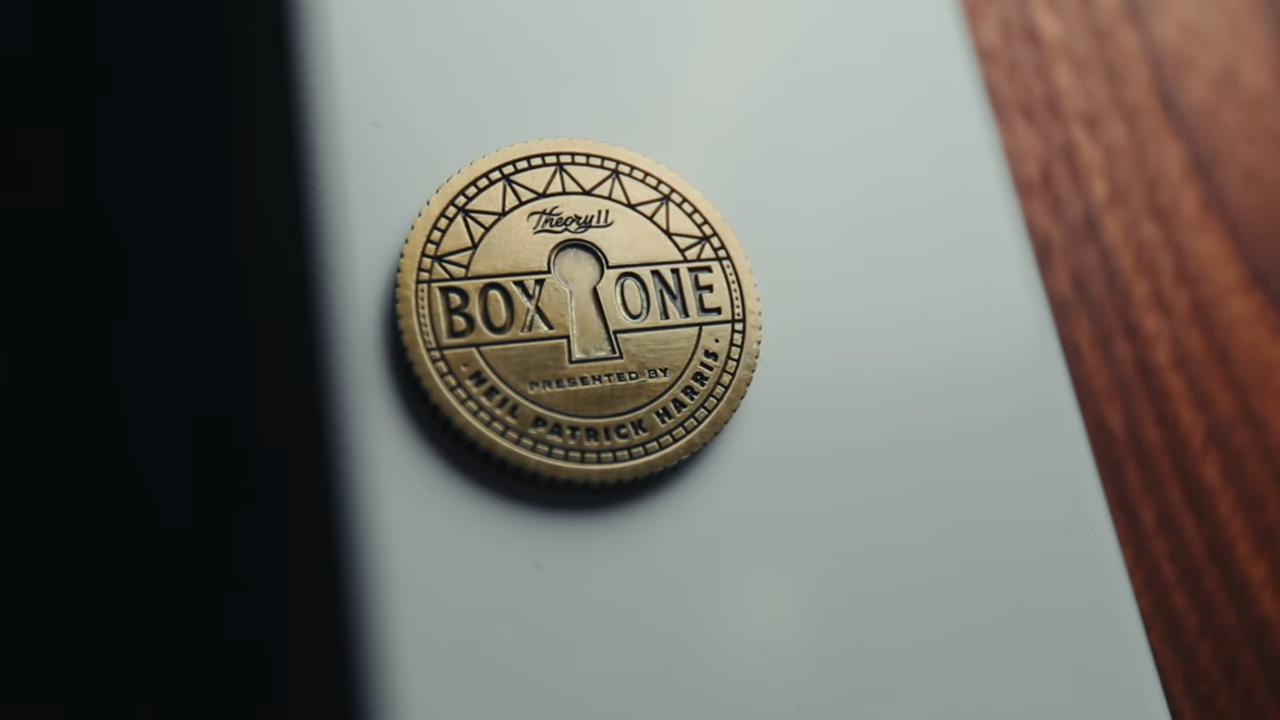 Theory11
BOX ONE
PRESENTED BY
· NEIL PATRICK HARRIS ·